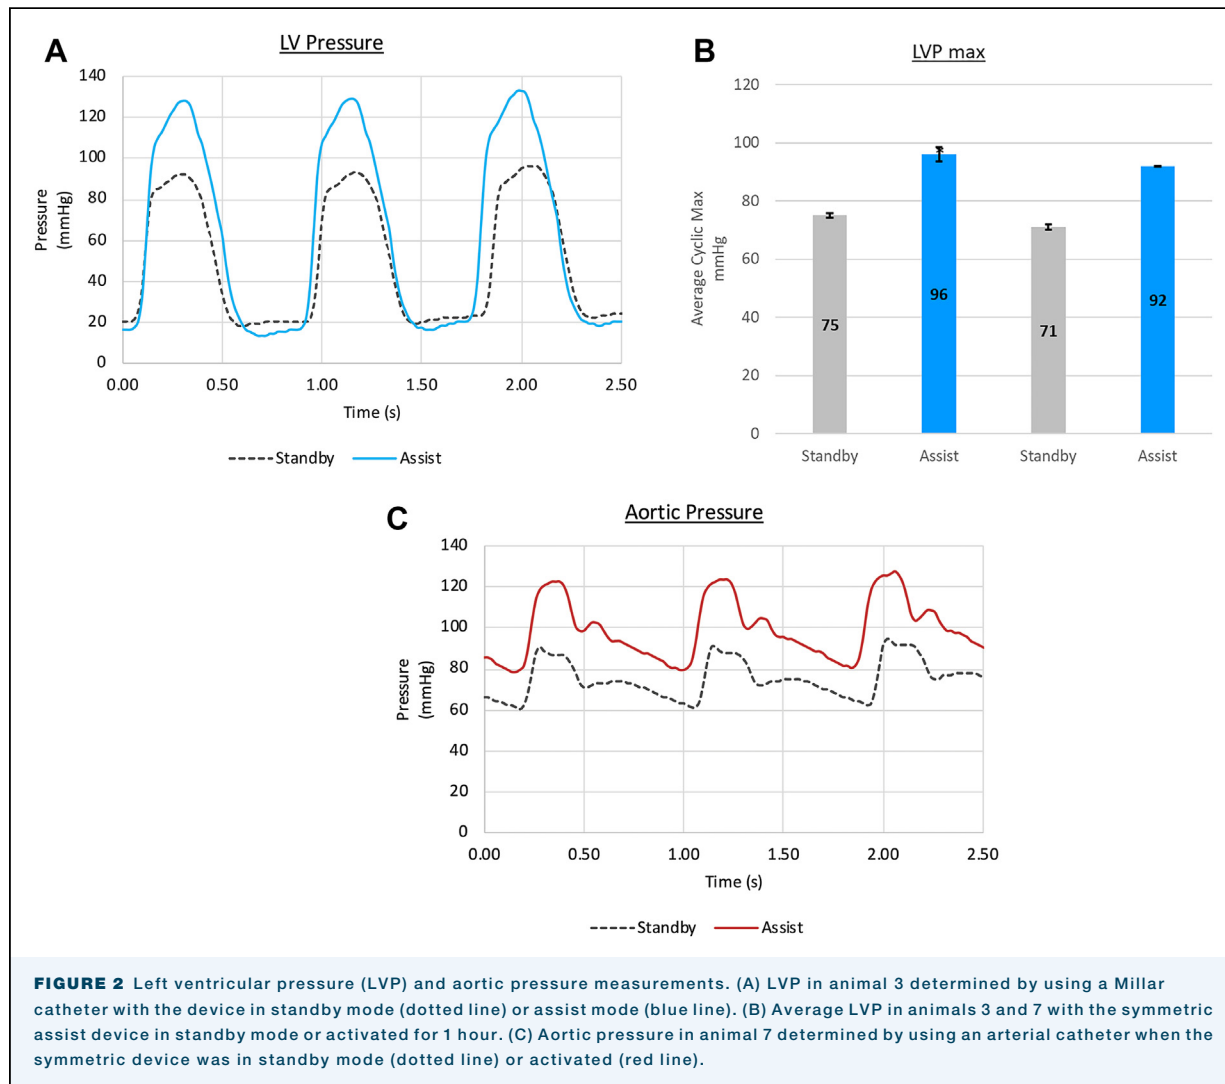 A
LV Pressure
140
120
100
80
60
40
20
0
Pressure
(mmHg)
0.00 0.50 1.00 1.50 2.00 2.50
Time (s)
Standby Assist
B
LVP max
120
100
80
60
40
20
0
Average Cyclic Max
mmHg
75 96 71 92
Standby Assist Standby Assist
C
Aortic Pressure
140
120
100
80
60
40
20
0
Pressure
(mmHg)
0.00 0.50 1.00 1.50 2.00 2.50
Time (s)
Standby Assist
FIGURE 2 Left ventricular pressure (LVP) and aortic pressure measurements. (A) LVP in animal 3 determined by using a Millar
catheter with the device in standby mode (dotted line) or assist mode (blue line). (B) Average LVP in animals 3 and 7 with the symmetric
assist device in standby mode or activated for 1 hour. (C) Aortic pressure in animal 7 determined by using an arterial catheter when the
symmetric device was in standby mode (dotted line) or activated (red line).